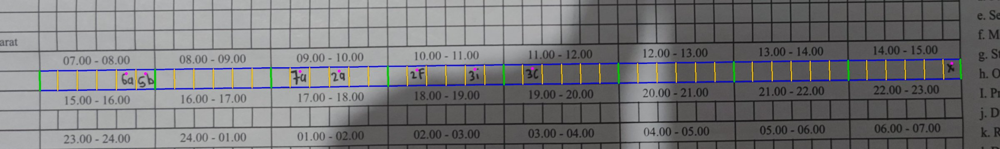 e. Se
f. M
arat
07.00 - 08.00 08.00 - 09.00 09.00 - 10.00 10.00 - 11.00 11.00 - 12.00 12.00 - 13.00 13.00 - 14.00 14.00 - 15.00
g. S
6a 5b 7a 2a 2F 3i 3C x
h. O
15.00 - 16.00 16.00 - 17.00 17.00 - 18.00 18.00 - 19.00 19.00 - 20.00 20.00 - 21.00 21.00 - 22.00 22.00 - 23.00
I. Pr
j. D
23.00 - 24.00 24.00 - 01.00 01.00 - 02.00 02.00 - 03.00 03.00 - 04.00 04.00 - 05.00 05.00 - 06.00 06.00 - 07.00
k. R